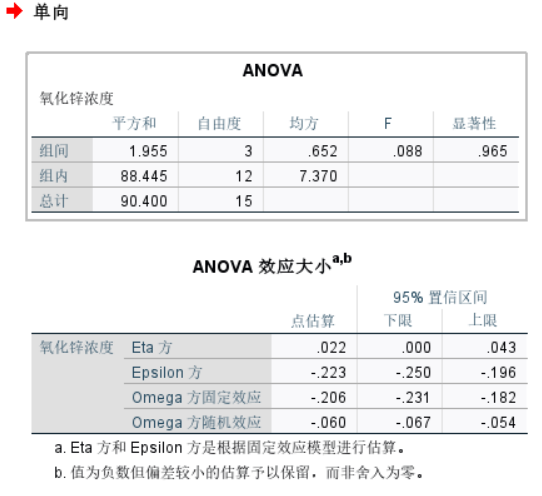 单向
ANOVA
氧化锌浓度
平方和 自由度 均方 F 显著性
组间 1.955 3 .652 .088 .965
组内 88.445 12 7.370
总计 90.400 15
ANOVA 效应大小a,b
95% 置信区间
点估算 下限 上限
氧化锌浓度 Eta 方 .022 .000 .043
Epsilon 方 -.223 -.250 -.196
Omega 方固定效应 -.206 -.231 -.182
Omega 方随机效应 -.060 -.067 -.054
a. Eta 方和 Epsilon 方是根据固定效应模型进行估算。
b. 值为负数但偏差较小的估算予以保留，而非舍入为零。